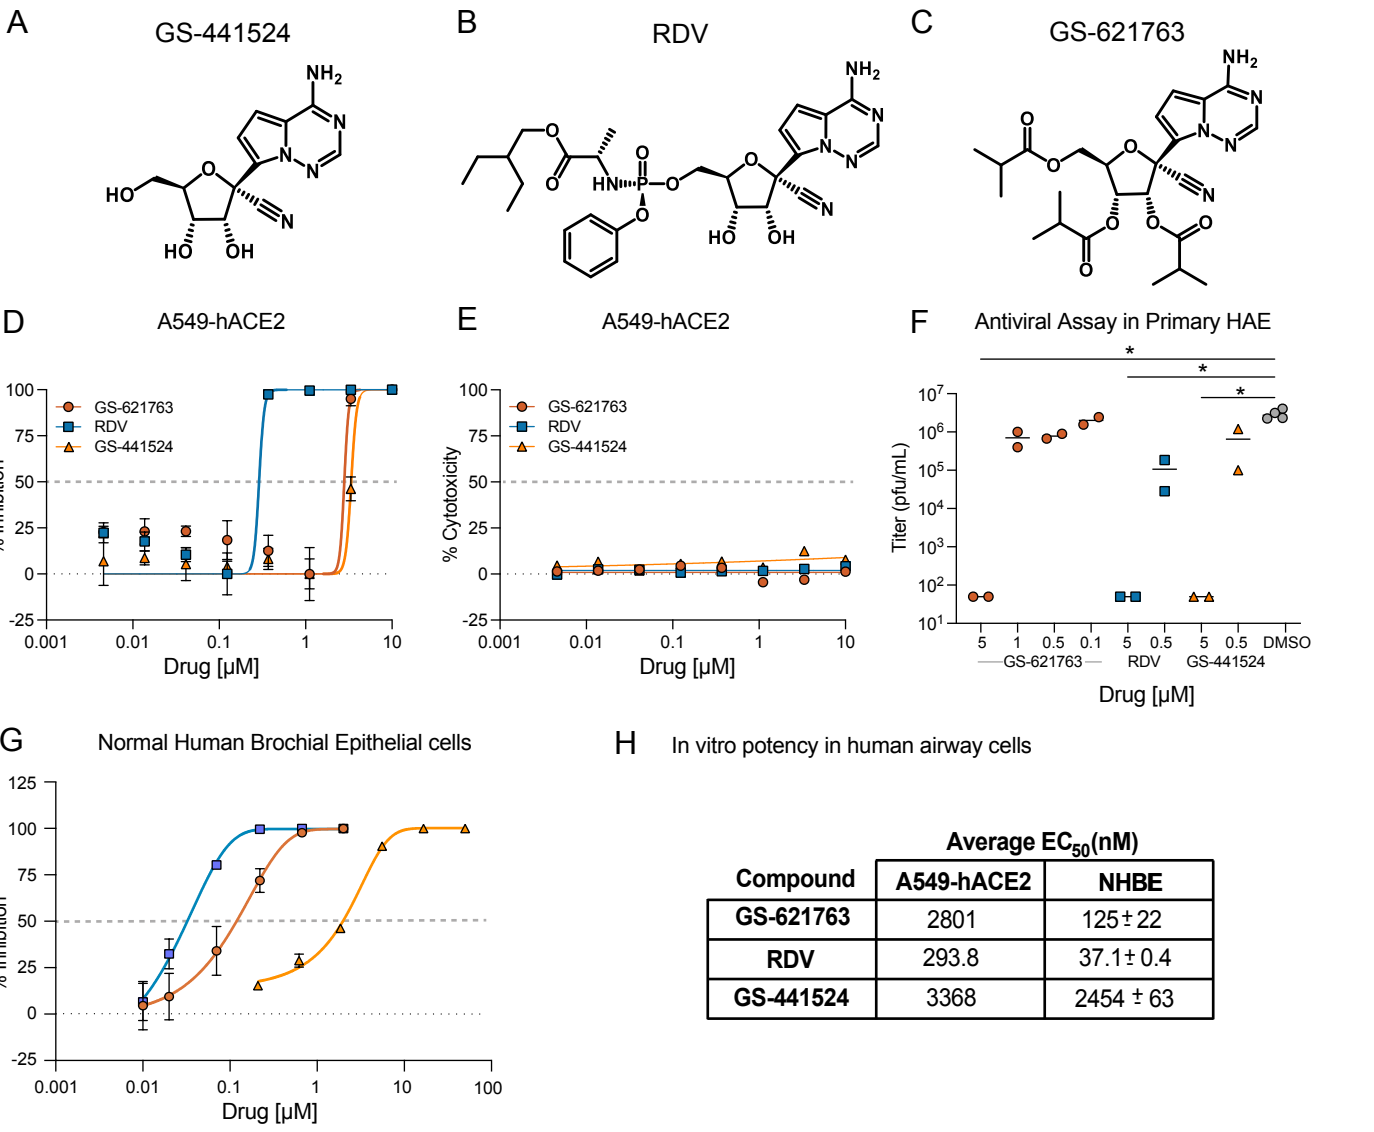 A
GS-441524
B
RDV
C
GS-621763
NH2
N
N
N
O
HO
N
HO
OH
O
O
HN
P
O
O
O
O
N
HO
OH
NH2
N
N
N
O
O
O
N
O
O
O
O
NH2
N
N
N
D
A549-hACE2
100
75
50
25
0
-25
GS-621763
RDV
GS-441524
0.001
0.01
0.1
1
10
Drug [µM]
E
A549-hACE2
% Cytotoxicity
100
75
50
25
0
-25
GS-621763
RDV
GS-441524
0.001
0.01
0.1
1
10
Drug [µM]
F
Antiviral Assay in Primary HAE
*
*
*
Titer (pfu/mL)
10^7
10^6
10^5
10^4
10^3
10^2
10^1
5 1 0.5 0.1 5 0.5 5 0.5 DMSO
GS-621763 RDV GS-441524
Drug [µM]
G
Normal Human Brochial Epithelial cells
125
100
75
50
25
0
-25
0.001
0.01
0.1
1
10
100
Drug [µM]
H
In vitro potency in human airway cells
Average EC50(nM)
Compound A549-hACE2 NHBE
GS-621763 2801 125 ± 22
RDV 293.8 37.1 ± 0.4
GS-441524 3368 2454 ± 63